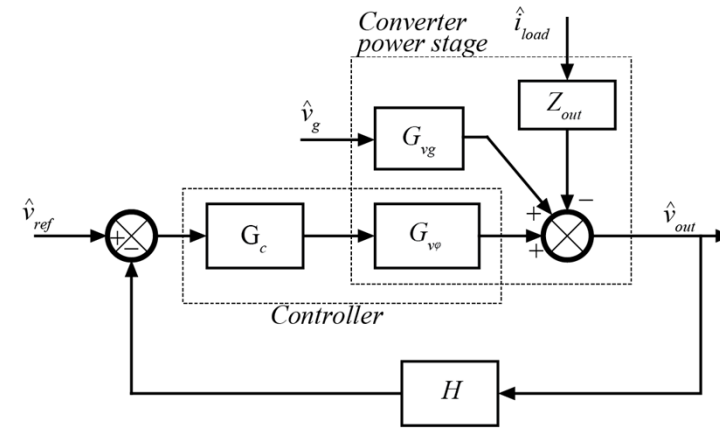 Converter
power stage
î_load
Z_out
v̂_g
G_vg
v̂_ref
+
−
G_c
G_vφ
+
+
−
v̂_out
Controller
H